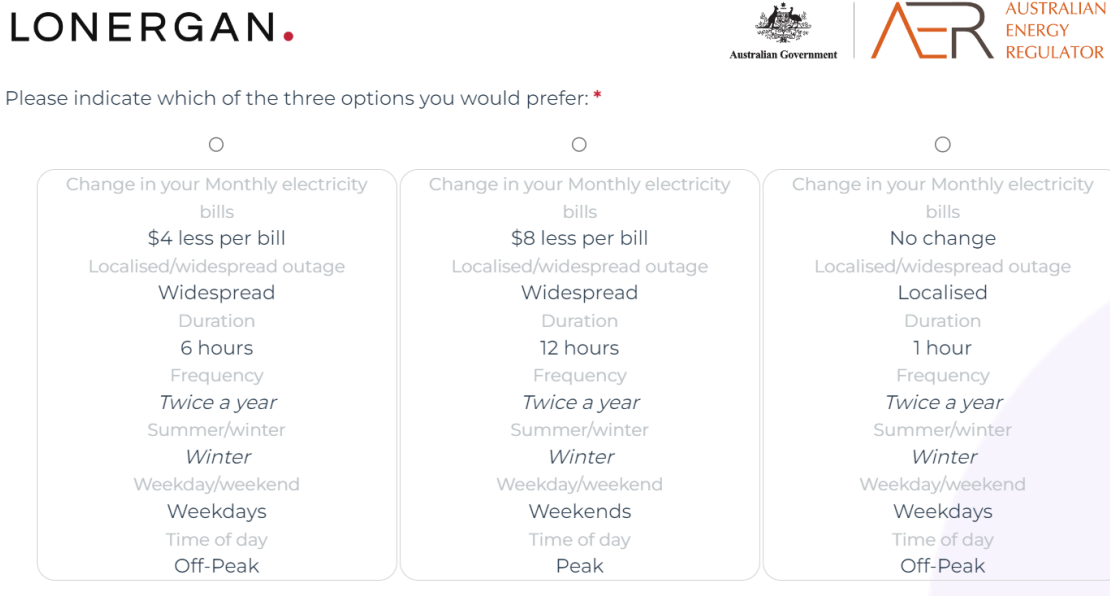 LONERGAN.
Australian Government
AER
AUSTRALIAN
ENERGY
REGULATOR
Please indicate which of the three options you would prefer: *
Change in your Monthly electricity
bills
$4 less per bill
Localised/widespread outage
Widespread
Duration
6 hours
Frequency
Twice a year
Summer/winter
Winter
Weekday/weekend
Weekdays
Time of day
Off-Peak
Change in your Monthly electricity
bills
$8 less per bill
Localised/widespread outage
Widespread
Duration
12 hours
Frequency
Twice a year
Summer/winter
Winter
Weekday/weekend
Weekends
Time of day
Peak
Change in your Monthly electricity
bills
No change
Localised/widespread outage
Localised
Duration
1 hour
Frequency
Twice a year
Summer/winter
Winter
Weekday/weekend
Weekdays
Time of day
Off-Peak